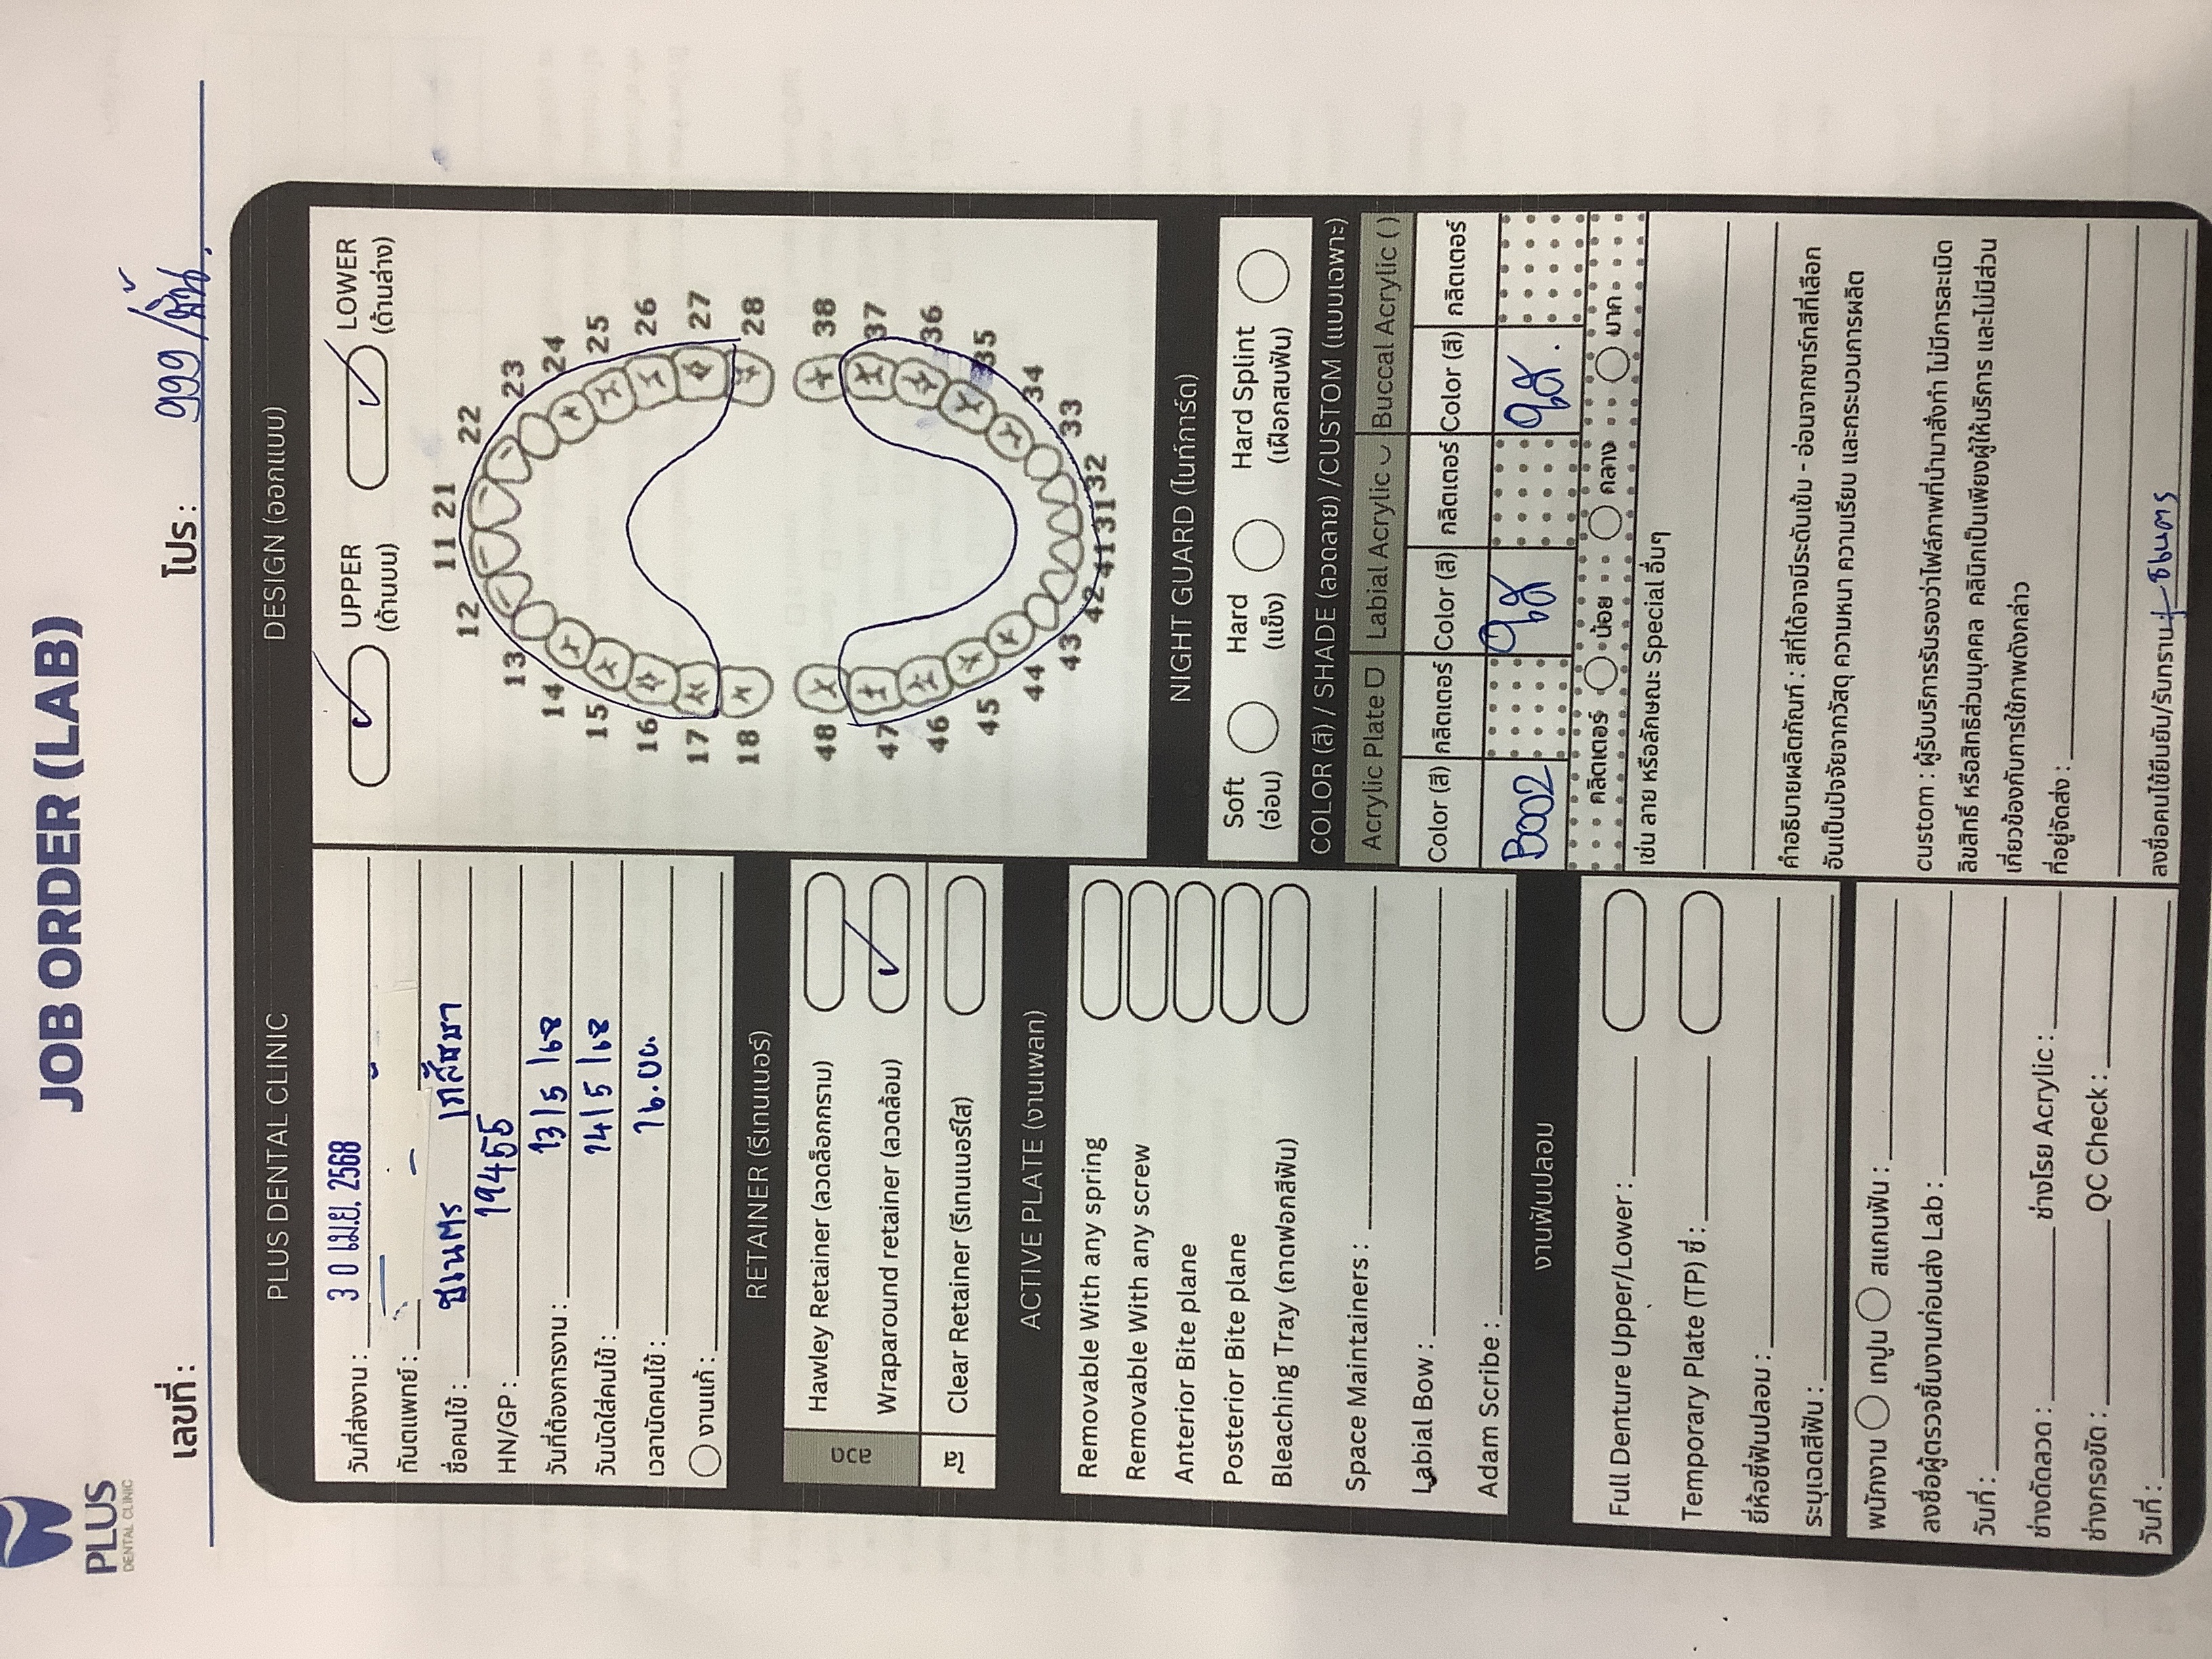 PLUS
DENTAL CLINIC
JOB ORDER (LAB)
เลขที่ :
โปร : 999/ชิ้น.
PLUS DENTAL CLINIC
วันที่ส่งงาน : 30 เม.ย. 2568
ทันตแพทย์ :
ชื่อคนไข้ : ชเนตร เภสัชชา
HN/GP : 19455
วันที่ต้องการงาน : 13/5/68
วันนัดใส่คนไข้ : 14/5/68
เวลานัดคนไข้ : 16.00.
งานแก้ :
RETAINER (รีเทนเนอร์)
ลวด
Hawley Retainer (ลวดล็อกกราม)
Wraparound retainer (ลวดล้อม)
ใส
Clear Retainer (รีเทนเนอร์ใส)
ACTIVE PLATE (งานเพลท)
Removable With any spring
Removable With any screw
Anterior Bite plane
Posterior Bite plane
Bleaching Tray (ถาดฟอกสีฟัน)
Space Maintainers :
Labial Bow :
Adam Scribe :
งานฟันปลอม
Full Denture Upper/Lower :
Temporary Plate (TP) ซี่ :
ยี่ห้อซี่ฟันปลอม :
ระบุเฉดสีฟัน :
พนักงาน เทปูน สแกนฟัน :
ลงชื่อผู้ตรวจชิ้นงานก่อนส่ง Lab :
วันที่ :
ช่างดัดลวด : ช่างโรย Acrylic :
ช่างกรอขัด : QC Check :
วันที่ :
DESIGN (ออกแบบ)
UPPER LOWER
(ด้านบน) (ด้านล่าง)
11 21
12 22
13 23
14 24
15 25
16 26
17 27
18 28
48 38
47 37
46 36
45 35
44 34
43 33
42 41 31 32
NIGHT GUARD (ไนท์การ์ด)
Soft Hard Hard Splint
(อ่อน) (แข็ง) (เฝือกสบฟัน)
COLOR (สี) / SHADE (ลวดลาย) /CUSTOM (แบบเฉพาะ)
Acrylic Plate Labial Acrylic Buccal Acrylic ( )
Color (สี) กลิตเตอร์ Color (สี) กลิตเตอร์ Color (สี) กลิตเตอร์
B002 ใส ใส.
คลิตเตอร์ น้อย กลาง มาก
เช่น ลาย หรือลักษณะ Special อื่นๆ
คำอธิบายผลิตภัณฑ์ : สีที่ได้อาจมีระดับเข้ม - อ่อนจากชาร์ทสีที่เลือก
อันเป็นปัจจัยจากวัสดุ ความหนา ความเรียบ และกระบวนการผลิต
custom : ผู้รับบริการรับรองว่าไฟล์ภาพที่นำมาสั่งทำ ไม่มีการละเมิด
ลิขสิทธิ์ หรือสิทธิส่วนบุคคล คลินิกเป็นเพียงผู้ให้บริการ และไม่มีส่วน
เกี่ยวข้องกับการใช้ภาพดังกล่าว
ที่อยู่จัดส่ง :
ลงชื่อคนไข้ยืนยัน/รับทราบ : ชเนตร